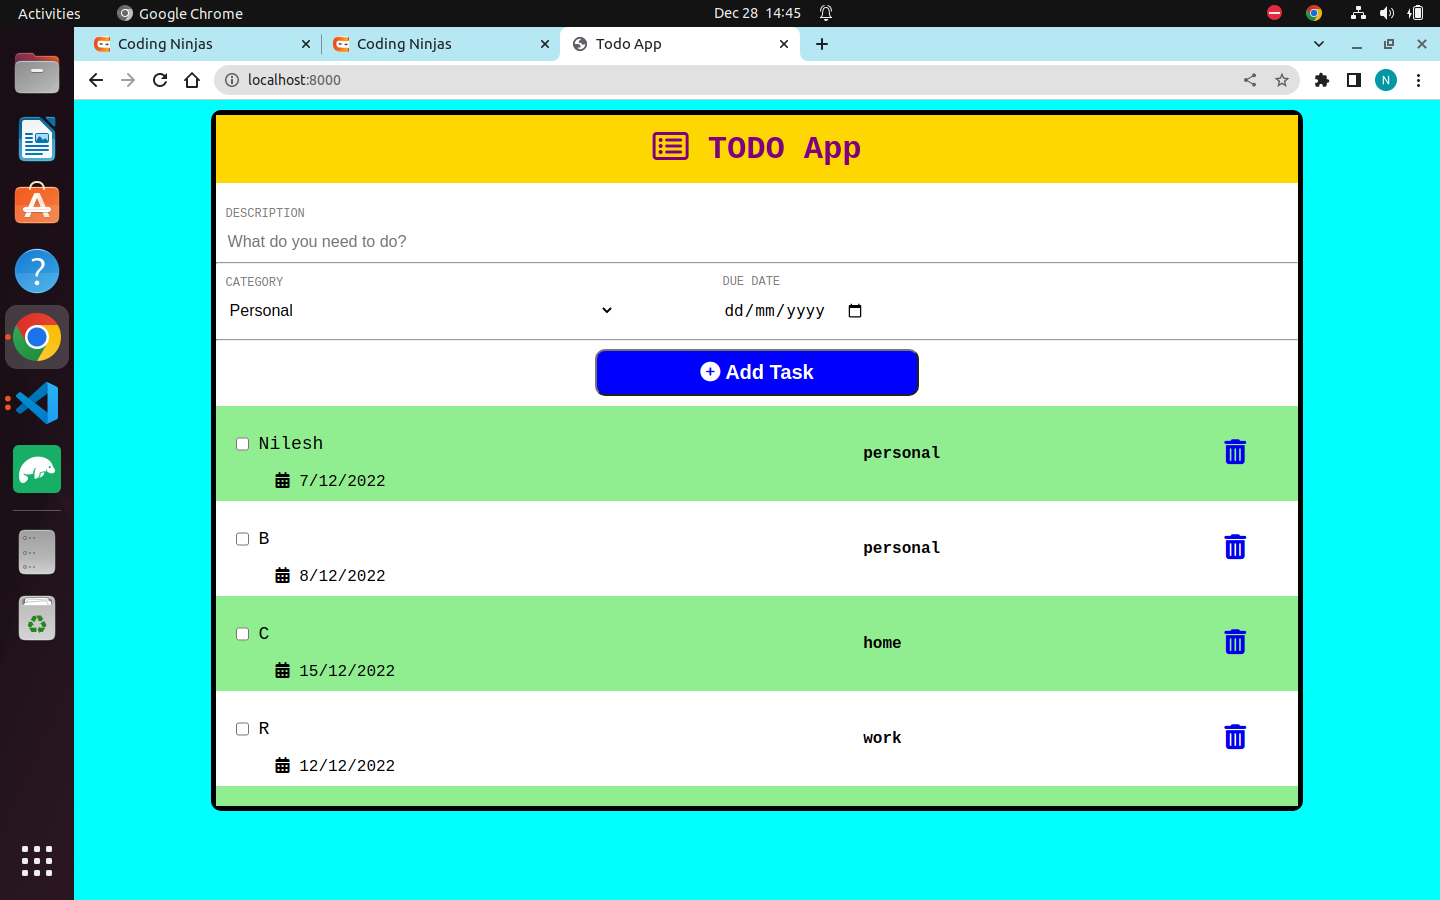 Activities Google Chrome Dec 28 14:45
Coding Ninjas Coding Ninjas Todo App
localhost:8000 N
TODO App
DESCRIPTION
What do you need to do?
CATEGORY DUE DATE
Personal dd/mm/yyyy
Add Task
Nilesh personal
7/12/2022
B personal
8/12/2022
C home
15/12/2022
R work
12/12/2022